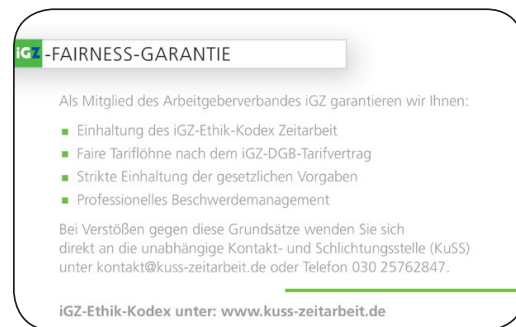 iGZ -FAIRNESS-GARANTIE
Als Mitglied des Arbeitgeberverbandes iGZ garantieren wir Ihnen:
Einhaltung des iGZ-Ethik-Kodex Zeitarbeit
Faire Tariflöhne nach dem iGZ-DGB-Tarifvertrag
Strikte Einhaltung der gesetzlichen Vorgaben
Professionelles Beschwerdemanagement
Bei Verstößen gegen diese Grundsätze wenden Sie sich
direkt an die unabhängige Kontakt- und Schlichtungsstelle (KuSS)
unter kontakt@kuss-zeitarbeit.de oder Telefon 030 25762847.
iGZ-Ethik-Kodex unter: www.kuss-zeitarbeit.de